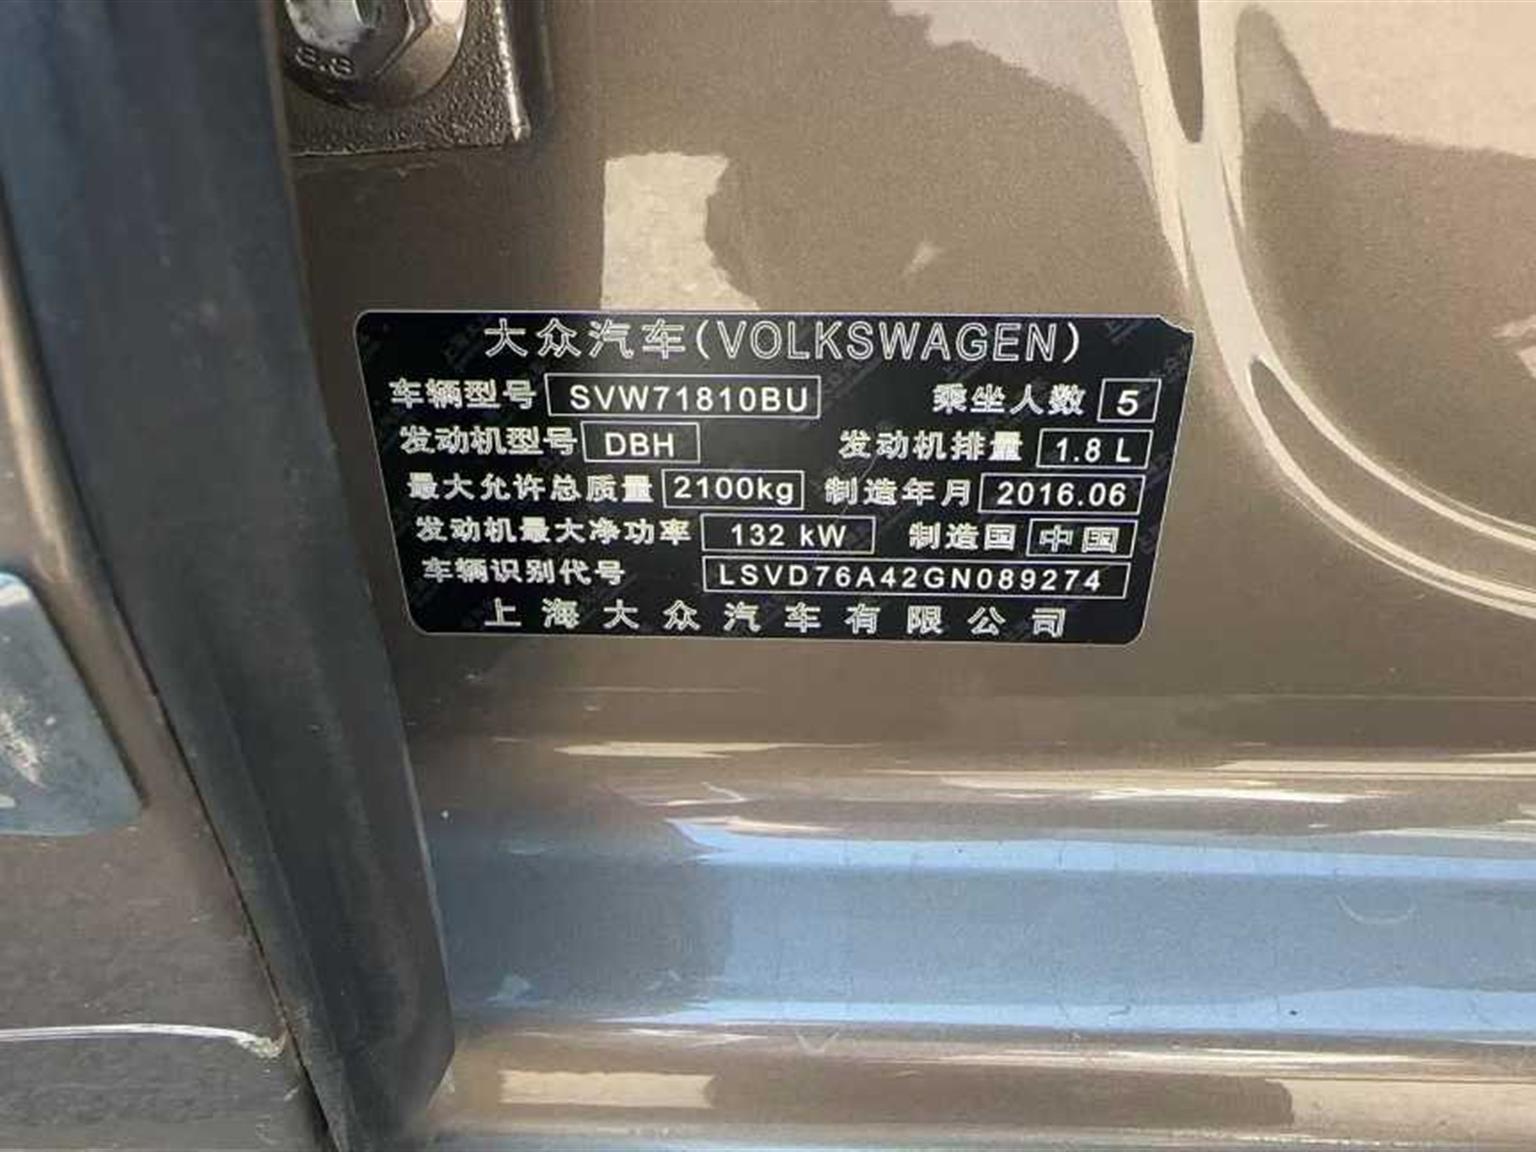 8.8
大众汽车(VOLKSWAGEN)
车辆型号 SVW71810BU 乘坐人数 5
发动机型号 DBH 发动机排量 1.8 L
最大允许总质量 2100kg 制造年月 2016.06
发动机最大净功率 132 kW 制造国 中国
车辆识别代号 LSVD76A42GN089274
上海大众汽车有限公司